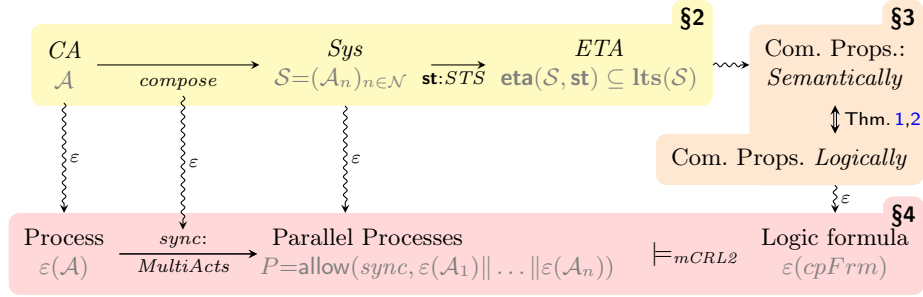 §2
§3
CA
Sys
ETA
Com. Props.:
𝒜
compose
𝒮=(𝒜ₙ)ₙ∈𝒩
st:STS
eta(𝒮, st) ⊆ lts(𝒮)
Semantically
Thm. 1,2
ε
ε
ε
Com. Props. Logically
ε
§4
Process
sync:
Parallel Processes
Logic formula
ε(𝒜)
MultiActs
P=allow(sync, ε(𝒜₁)‖ … ‖ε(𝒜ₙ))
⊨mCRL2
ε(cpFrm)